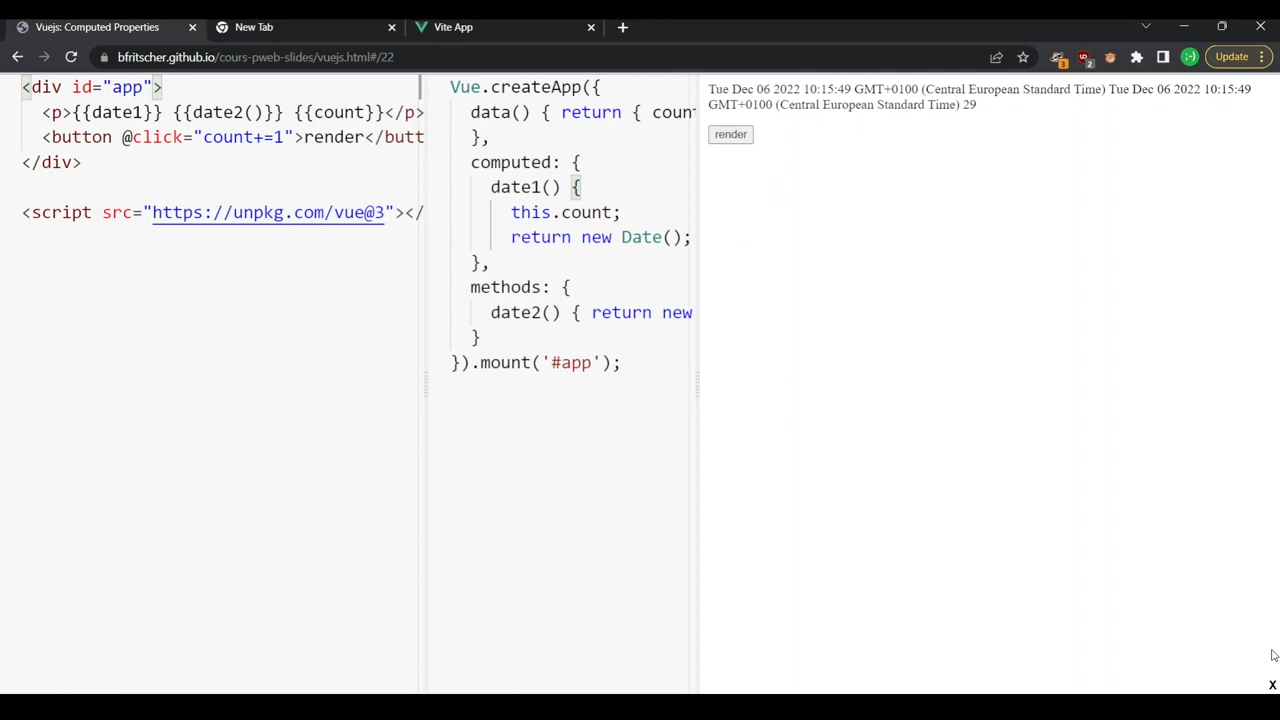 Vuejs: Computed Properties
New Tab
Vite App
bfritscher.github.io/cours-pweb-slides/vuejs.html#/22
3
2
Update
<div id="app">
<p>{{date1}} {{date2()}} {{count}}</p>
<button @click="count+=1">render</butt
</div>
<script src="https://unpkg.com/vue@3"></
Vue.createApp({
data() { return { coun
},
computed: {
date1() {
this.count;
return new Date();
},
methods: {
date2() { return new
}
}).mount('#app');
Tue Dec 06 2022 10:15:49 GMT+0100 (Central European Standard Time) Tue Dec 06 2022 10:15:49
GMT+0100 (Central European Standard Time) 29
render
X